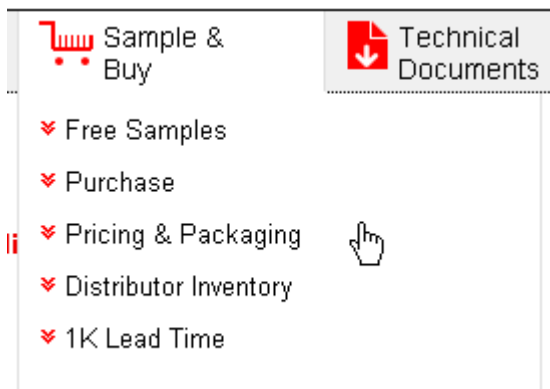 Sample &
Buy
Technical
Documents
Free Samples
Purchase
Pricing & Packaging
Distributor Inventory
1K Lead Time